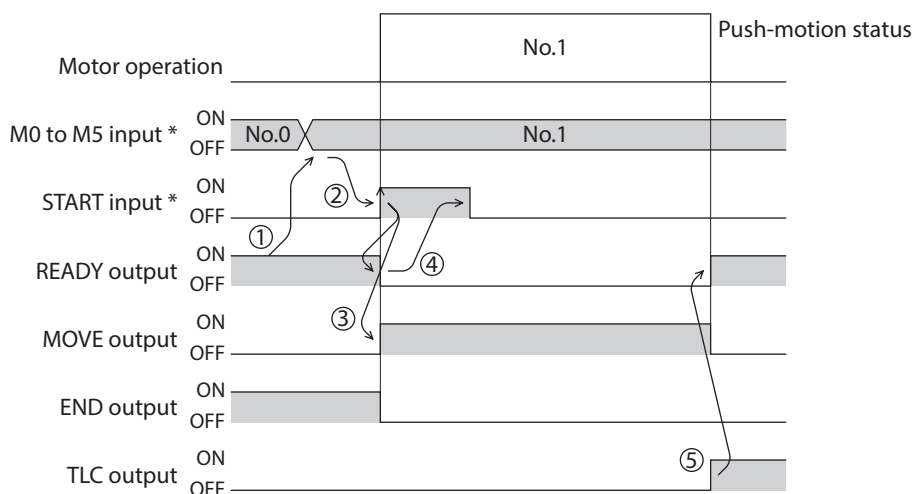 No.1
Push-motion status
Motor operation
M0 to M5 input *
ON
OFF
No.0
No.1
START input *
ON
OFF
②
①
④
READY output
ON
OFF
③
MOVE output
ON
OFF
END output
ON
OFF
TLC output
ON
OFF
⑤